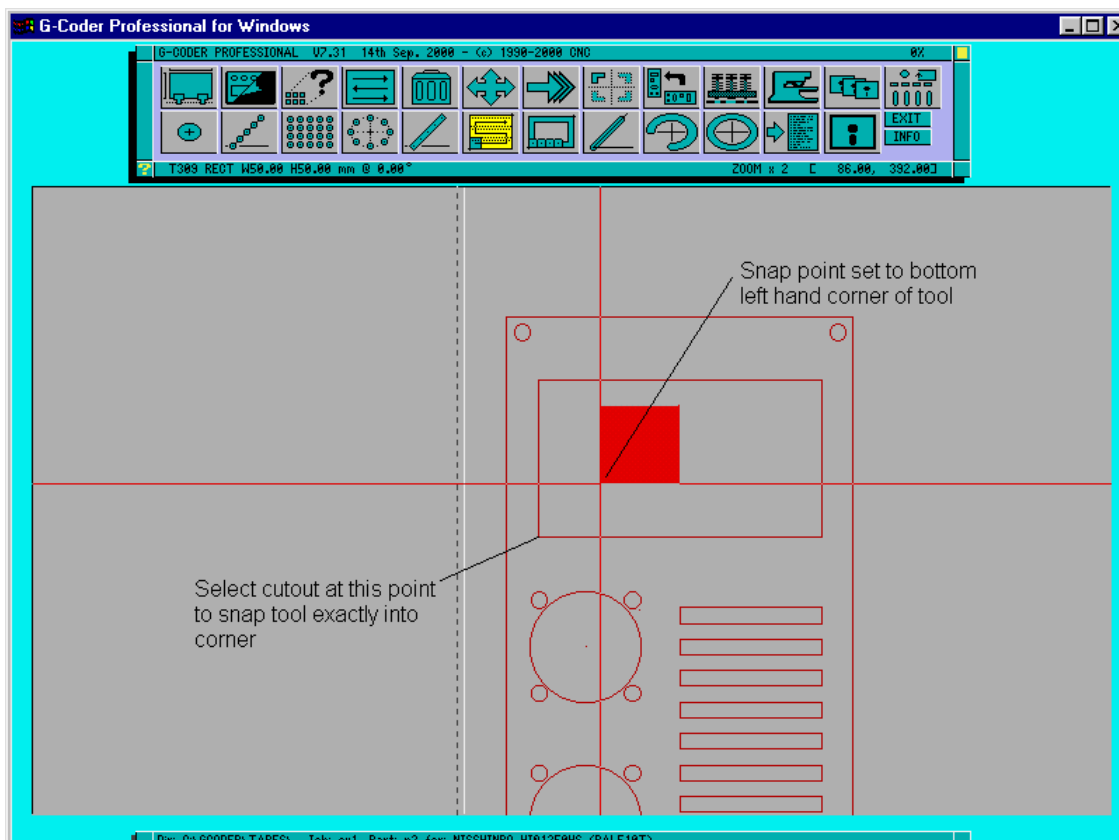 G-Coder Professional for Windows
G-CODER PROFESSIONAL V7.31 14th Sep. 2000 - (c) 1990-2000 CNC 0%
EXIT
INFO
T309 RECT W50.00 H50.00 mm @ 0.00° ZOOM x 2 [ 86.00, 392.00]
Snap point set to bottom
left hand corner of tool
Select cutout at this point
to snap tool exactly into
corner